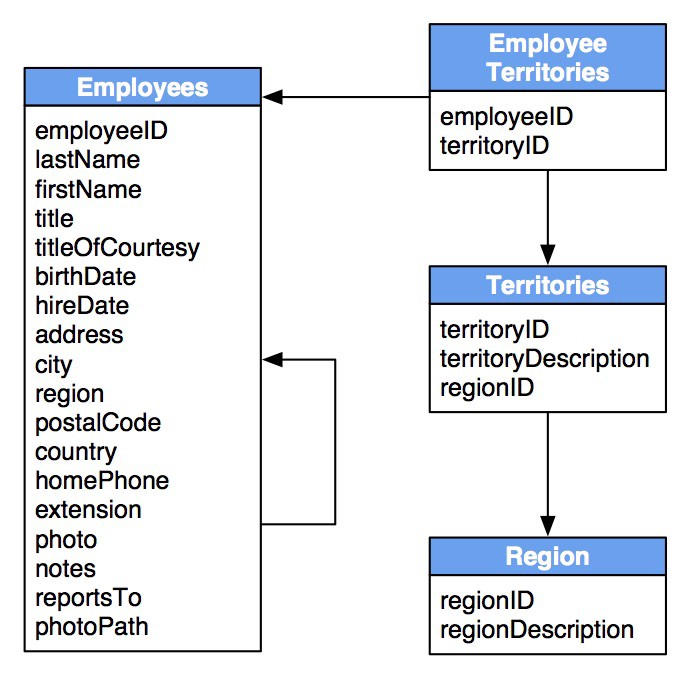 Employees
employeeID
lastName
firstName
title
titleOfCourtesy
birthDate
hireDate
address
city
region
postalCode
country
homePhone
extension
photo
notes
reportsTo
photoPath
Employee
Territories
employeeID
territoryID
Territories
territoryID
territoryDescription
regionID
Region
regionID
regionDescription